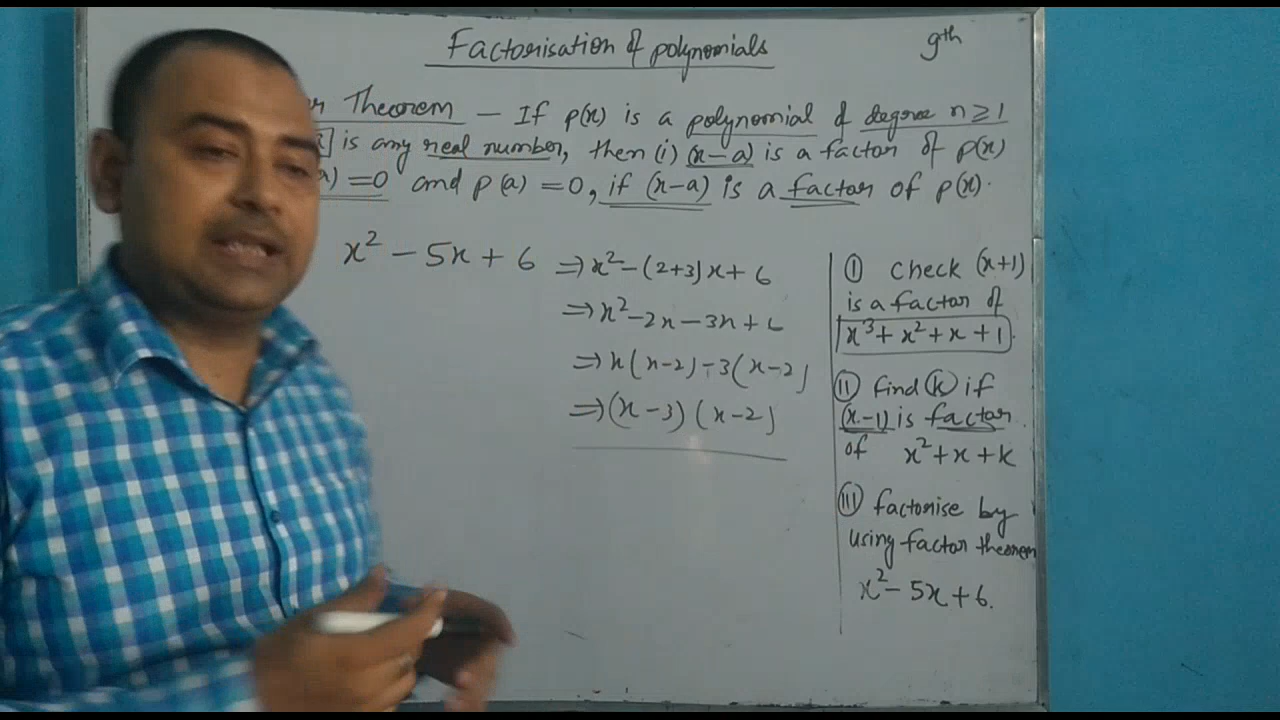 Factorisation of polynomials
9th
Theorem - If p(x) is a polynomial of degree n ≥ 1
is any real number, then (i) (x-a) is a factor of p(x)
) = 0 and p(a) = 0, if (x-a) is a factor of p(x).
x² - 5x + 6 ⇒ x² - (2+3)x + 6
⇒ x² - 2x - 3x + 6
⇒ x(x-2) - 3(x-2)
⇒ (x-3)(x-2)
(I) Check (x+1)
is a factor of
x³ + x² + x + 1.
(II) Find (k) if
(x-1) is factor
of x² + x + k
(III) factorise by
using factor theorem
x² - 5x + 6.